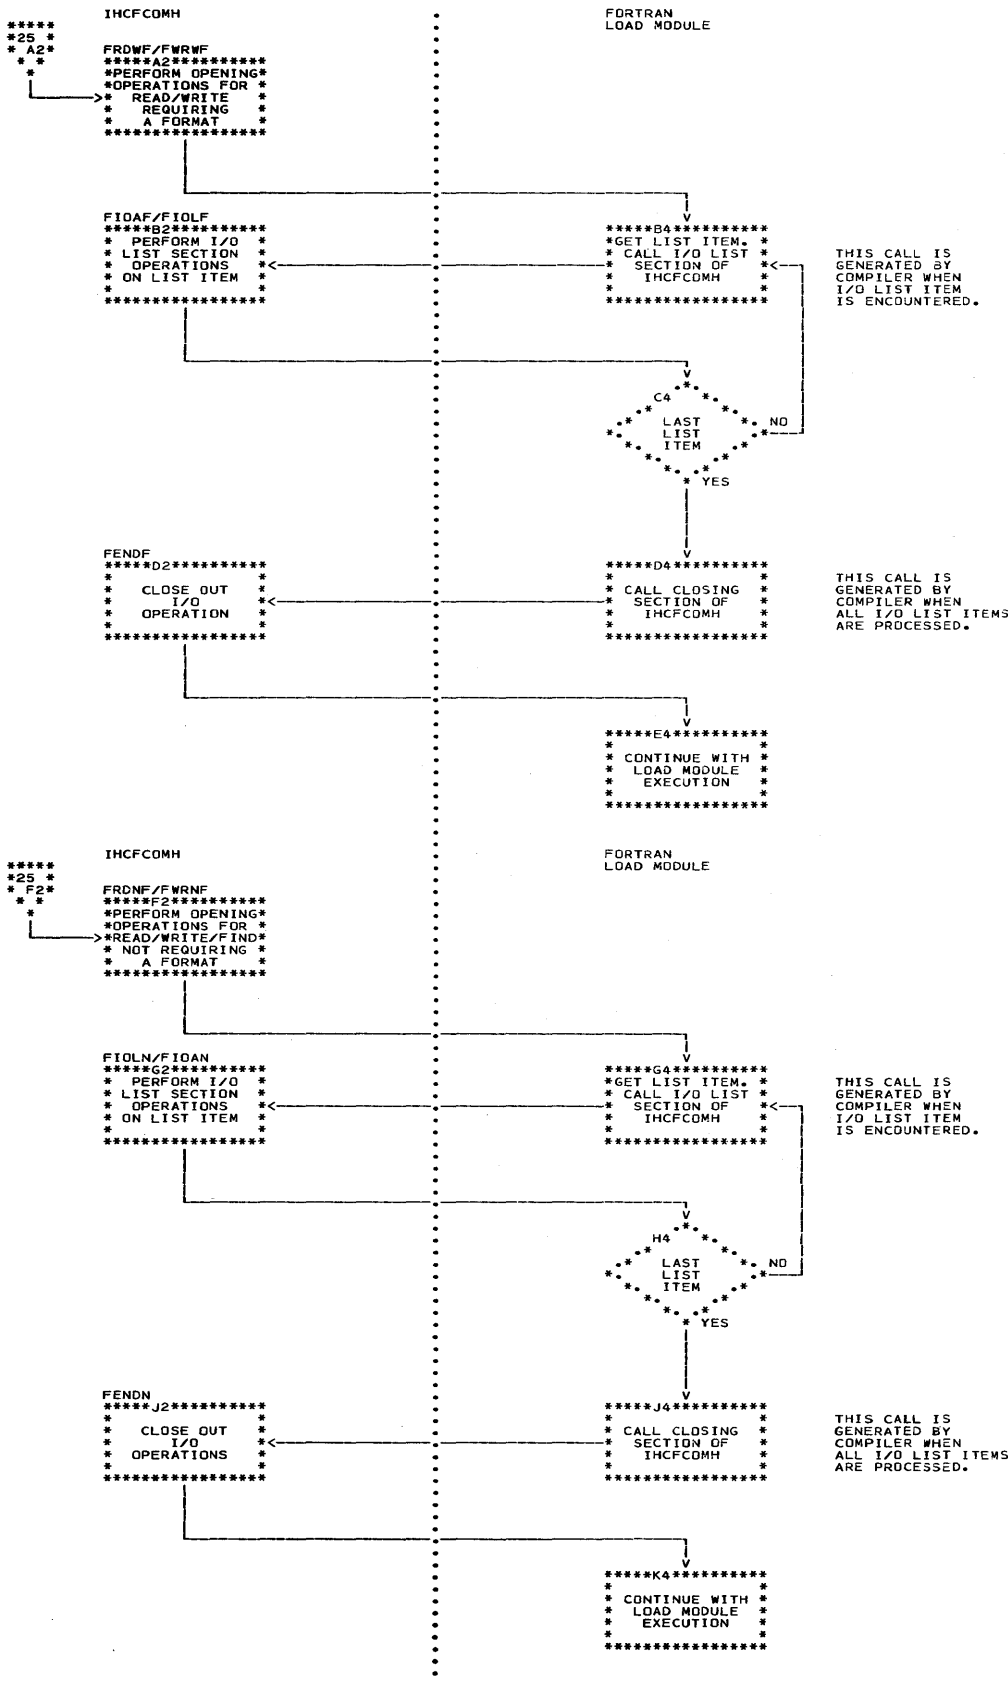 IHCFCOMH
FORTRAN
LOAD MODULE
*****
*25 *
* A2*
* *
*
FRDWF/FWRWF
*****A2**********
*PERFORM OPENING*
*OPERATIONS FOR *
* READ/WRITE *
* REQUIRING *
* A FORMAT *
*****************
FIOAF/FIOLF
*****B2**********
* PERFORM I/O *
* LIST SECTION *
* OPERATIONS *
* ON LIST ITEM *
* *
*****************
*****B4**********
*GET LIST ITEM. *
* CALL I/O LIST *
* SECTION OF *
* IHCFCOMH *
* *
*****************
THIS CALL IS
GENERATED BY
COMPILER WHEN
I/O LIST ITEM
IS ENCOUNTERED.
C4
LAST
LIST
ITEM
NO
YES
FENDF
*****D2**********
* *
* CLOSE OUT *
* I/O *
* OPERATION *
* *
*****************
*****D4**********
* *
* CALL CLOSING *
* SECTION OF *
* IHCFCOMH *
* *
*****************
THIS CALL IS
GENERATED BY
COMPILER WHEN
ALL I/O LIST ITEMS
ARE PROCESSED.
*****E4**********
* *
* CONTINUE WITH *
* LOAD MODULE *
* EXECUTION *
* *
*****************
IHCFCOMH
FORTRAN
LOAD MODULE
*****
*25 *
* F2*
* *
*
FRDNF/FWRNF
*****F2**********
*PERFORM OPENING*
*OPERATIONS FOR *
*READ/WRITE/FIND*
* NOT REQUIRING *
* A FORMAT *
*****************
FIOLN/FIOAN
*****G2**********
* PERFORM I/O *
* LIST SECTION *
* OPERATIONS *
* ON LIST ITEM *
* *
*****************
*****G4**********
*GET LIST ITEM. *
* CALL I/O LIST *
* SECTION OF *
* IHCFCOMH *
* *
*****************
THIS CALL IS
GENERATED BY
COMPILER WHEN
I/O LIST ITEM
IS ENCOUNTERED.
H4
LAST
LIST
ITEM
NO
YES
FENDN
*****J2**********
* *
* CLOSE OUT *
* I/O *
* OPERATIONS *
* *
*****************
*****J4**********
* *
* CALL CLOSING *
* SECTION OF *
* IHCFCOMH *
* *
*****************
THIS CALL IS
GENERATED BY
COMPILER WHEN
ALL I/O LIST ITEMS
ARE PROCESSED.
*****K4**********
* *
* CONTINUE WITH *
* LOAD MODULE *
* EXECUTION *
* *
*****************